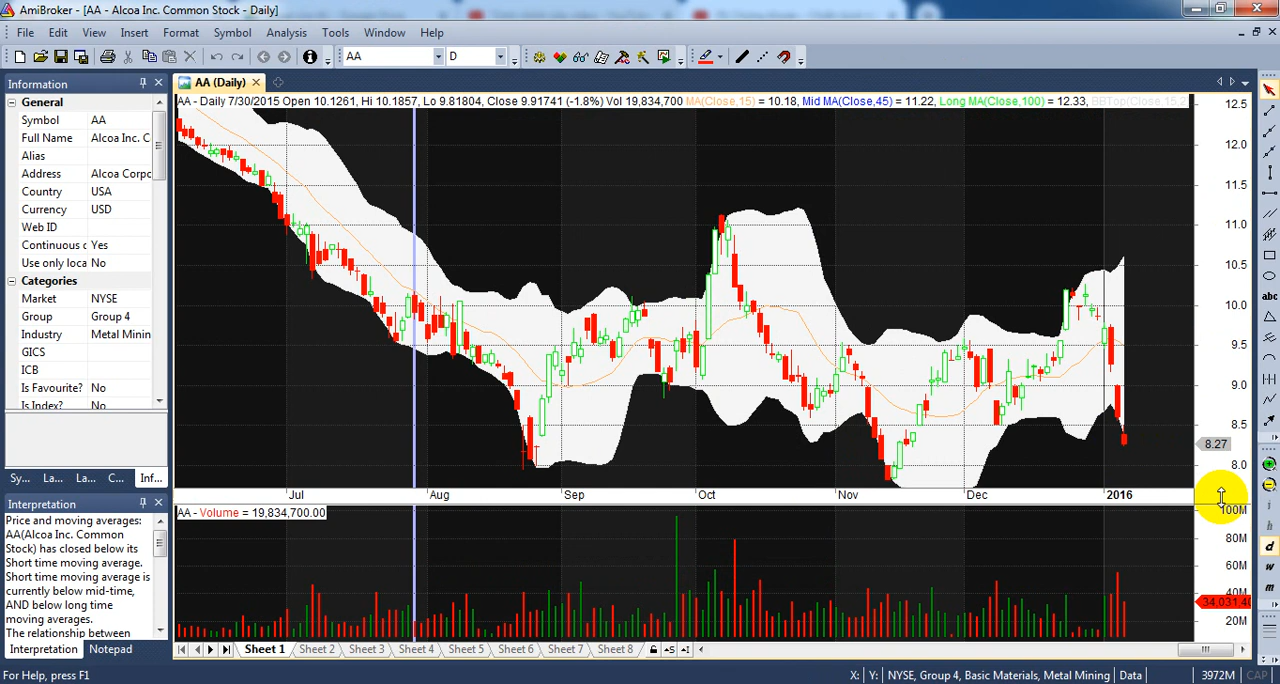 AmiBroker - [AA - Alcoa Inc. Common Stock - Daily]
File Edit View Insert Format Symbol Analysis Tools Window Help
AA D
Information
AA (Daily)
AA - Daily 7/30/2015 Open 10.1261, Hi 10.1857, Lo 9.81804, Close 9.91741 (-1.8%) Vol 19,834,700 MA(Close,15) = 10.18, Mid MA(Close,45) = 11.22, Long MA(Close,100) = 12.33, BBTop(Close,15,2
General
Symbol AA
Full Name Alcoa Inc. C
Alias
Address Alcoa Corpo
Country USA
Currency USD
Web ID
Continuous c Yes
Use only loca No
Categories
Market NYSE
Group Group 4
Industry Metal Mining
GICS
ICB
Is Favourite? No
Is Index? No
Sy... La... La... C... Inf...
12.5
12.0
11.5
11.0
10.5
10.0
9.5
9.0
8.5
8.27
8.0
Jul Aug Sep Oct Nov Dec 2016
Interpretation
Price and moving averages:
AA(Alcoa Inc. Common
Stock) has closed below its
Short time moving average.
Short time moving average is
currently below mid-time,
AND below long time
moving averages.
The relationship between
Interpretation Notepad
AA - Volume = 19,834,700.00
100M
80M
60M
40M
34,031,40
20M
Sheet 1 Sheet 2 Sheet 3 Sheet 4 Sheet 5 Sheet 6 Sheet 7 Sheet 8
abc
i
h
d
w
m
For Help, press F1
X: Y: NYSE, Group 4, Basic Materials, Metal Mining Data 3972M CAP